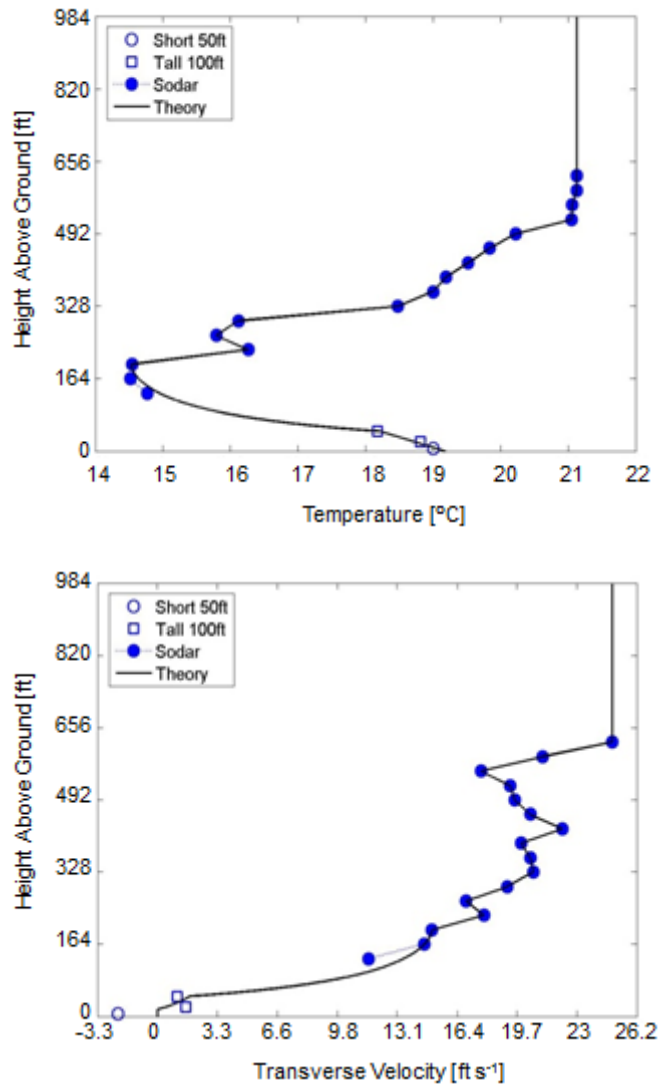 984
820
656
492
328
164
0
Height Above Ground [ft]
Short 50ft
Tall 100ft
Sodar
Theory
14 15 16 17 18 19 20 21 22
Temperature [ºC]
984
820
656
492
328
164
0
Height Above Ground [ft]
Short 50ft
Tall 100ft
Sodar
Theory
-3.3 0 3.3 6.6 9.8 13.1 16.4 19.7 23 26.2
Transverse Velocity [ft s⁻¹]